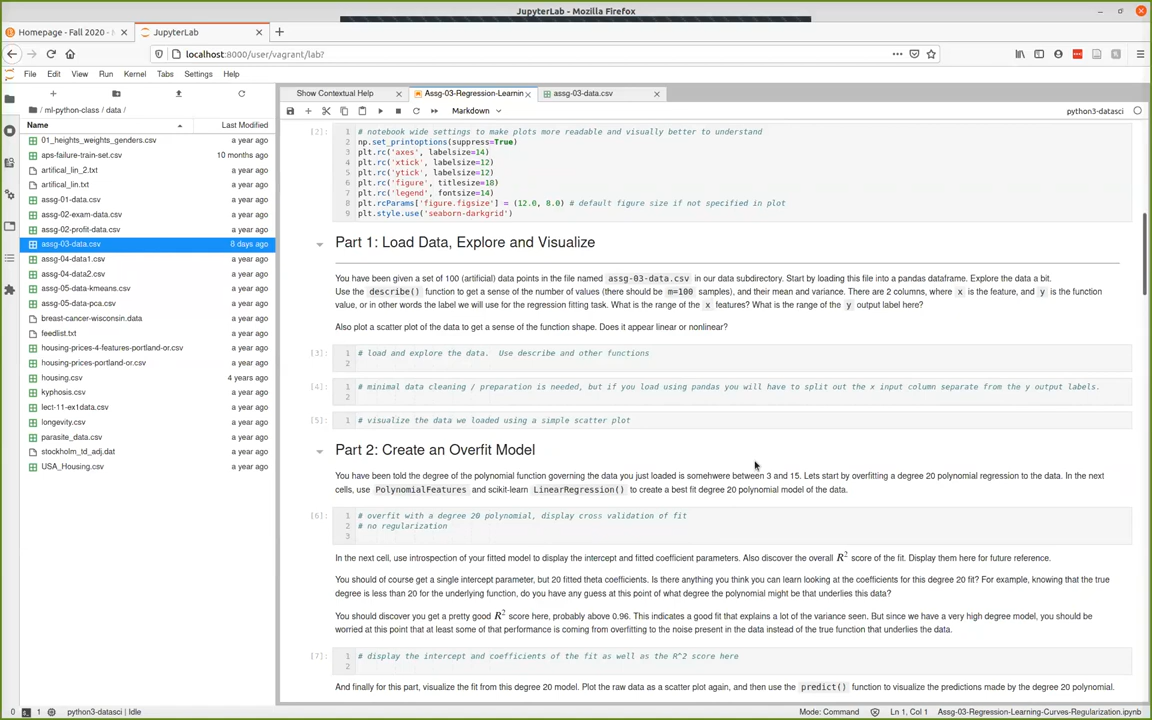 JupyterLab - Mozilla Firefox
Homepage - Fall 2020 -
JupyterLab
localhost:8000/user/vagrant/lab?
File Edit View Run Kernel Tabs Settings Help
Show Contextual Help
Assg-03-Regression-Learnin
assg-03-data.csv
Markdown
python3-datasci
/ ml-python-class / data /
Name Last Modified
01_heights_weights_genders.csv a year ago
aps-failure-train-set.csv 10 months ago
artifical_lin_2.txt a year ago
artifical_lin.txt a year ago
assg-01-data.csv a year ago
assg-02-exam-data.csv a year ago
assg-02-profit-data.csv a year ago
assg-03-data.csv 8 days ago
assg-04-data1.csv a year ago
assg-04-data2.csv a year ago
assg-05-data-kmeans.csv a year ago
assg-05-data-pca.csv a year ago
breast-cancer-wisconsin.data a year ago
feedlist.txt a year ago
housing-prices-4-features-portland-or.csv a year ago
housing-prices-portland-or.csv a year ago
housing.csv 4 years ago
kyphosis.csv a year ago
lect-11-ex1data.csv a year ago
longevity.csv a year ago
parasite_data.csv a year ago
stockholm_td_adj.dat a year ago
USA_Housing.csv a year ago
[2]: 1 # notebook wide settings to make plots more readable and visually better to understand
2 np.set_printoptions(suppress=True)
3 plt.rc('axes', labelsize=14)
4 plt.rc('xtick', labelsize=12)
5 plt.rc('ytick', labelsize=12)
6 plt.rc('figure', titlesize=18)
7 plt.rc('legend', fontsize=14)
8 plt.rcParams['figure.figsize'] = (12.0, 8.0) # default figure size if not specified in plot
9 plt.style.use('seaborn-darkgrid')
Part 1: Load Data, Explore and Visualize
You have been given a set of 100 (artificial) data points in the file named assg-03-data.csv in our data subdirectory. Start by loading this file into a pandas dataframe. Explore the data a bit.
Use the describe() function to get a sense of the number of values (there should be m=100 samples), and their mean and variance. There are 2 columns, where x is the feature, and y is the function
value, or in other words the label we will use for the regression fitting task. What is the range of the x features? What is the range of the y output label here?
Also plot a scatter plot of the data to get a sense of the function shape. Does it appear linear or nonlinear?
[3]: 1 # load and explore the data. Use describe and other functions
2
[4]: 1 # minimal data cleaning / preparation is needed, but if you load using pandas you will have to split out the x input column separate from the y output labels.
2
[5]: 1 # visualize the data we loaded using a simple scatter plot
Part 2: Create an Overfit Model
You have been told the degree of the polynomial function governing the data you just loaded is somehwere between 3 and 15. Lets start by overfitting a degree 20 polynomial regression to the data. In the next
cells, use PolynomialFeatures and scikit-learn LinearRegression() to create a best fit degree 20 polynomial model of the data.
[6]: 1 # overfit with a degree 20 polynomial, display cross validation of fit
2 # no regularization
3
In the next cell, use introspection of your fitted model to display the intercept and fitted coefficient parameters. Also discover the overall R² score of the fit. Display them here for future reference.
You should of course get a single intercept parameter, but 20 fitted theta coefficients. Is there anything you think you can learn looking at the coefficients for this degree 20 fit? For example, knowing that the true
degree is less than 20 for the underlying function, do you have any guess at this point of what degree the polynomial might be that underlies this data?
You should discover you get a pretty good R² score here, probably above 0.96. This indicates a good fit that explains a lot of the variance seen. But since we have a very high degree model, you should be
worried at this point that at least some of that performance is coming from overfitting to the noise present in the data instead of the true function that underlies the data.
[7]: 1 # display the intercept and coefficients of the fit as well as the R^2 score here
2
And finally for this part, visualize the fit from this degree 20 model. Plot the raw data as a scatter plot again, and then use the predict() function to visualize the predictions made by the degree 20 polynomial.
0 1 python3-datasci | Idle
Mode: Command Ln 1, Col 1 Assg-03-Regression-Learning-Curves-Regularization.ipynb